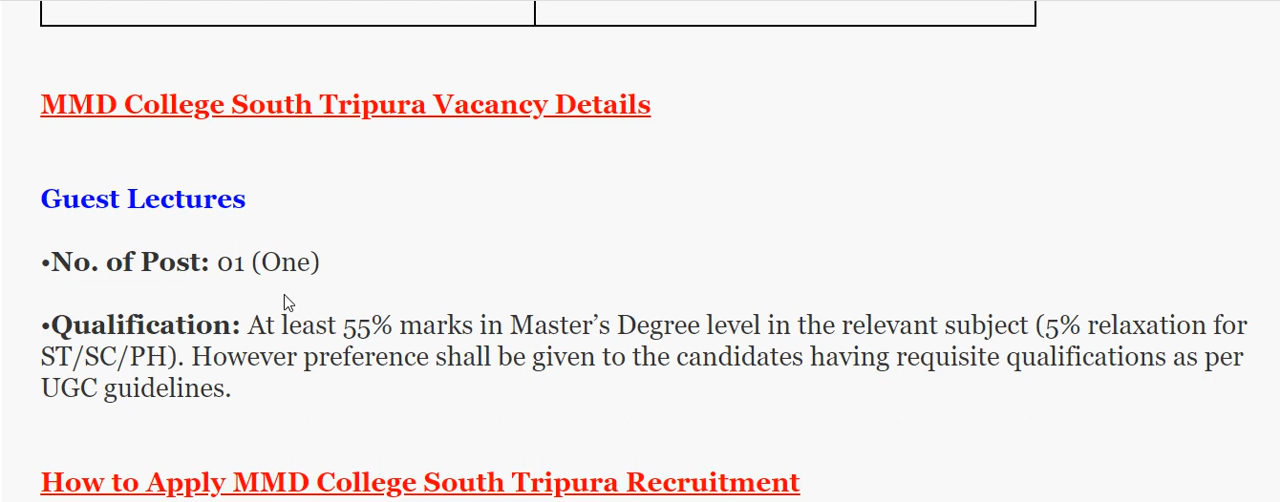 MMD College South Tripura Vacancy Details
Guest Lectures
•No. of Post: 01 (One)
•Qualification: At least 55% marks in Master’s Degree level in the relevant subject (5% relaxation for
ST/SC/PH). However preference shall be given to the candidates having requisite qualifications as per
UGC guidelines.
How to Apply MMD College South Tripura Recruitment